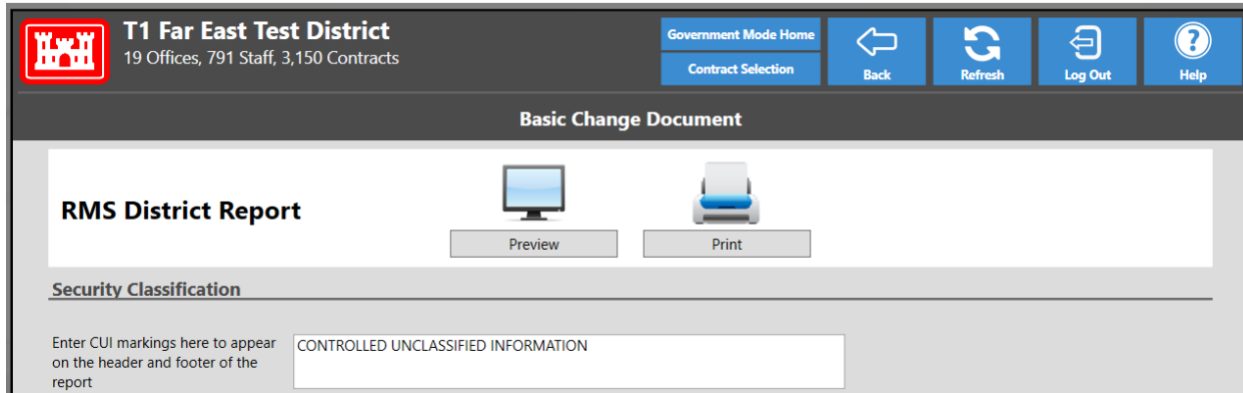 T1 Far East Test District
19 Offices, 791 Staff, 3,150 Contracts
Government Mode Home
Contract Selection
Back
Refresh
Log Out
Help
Basic Change Document
RMS District Report
Preview
Print
Security Classification
Enter CUI markings here to appear
on the header and footer of the
report
CONTROLLED UNCLASSIFIED INFORMATION